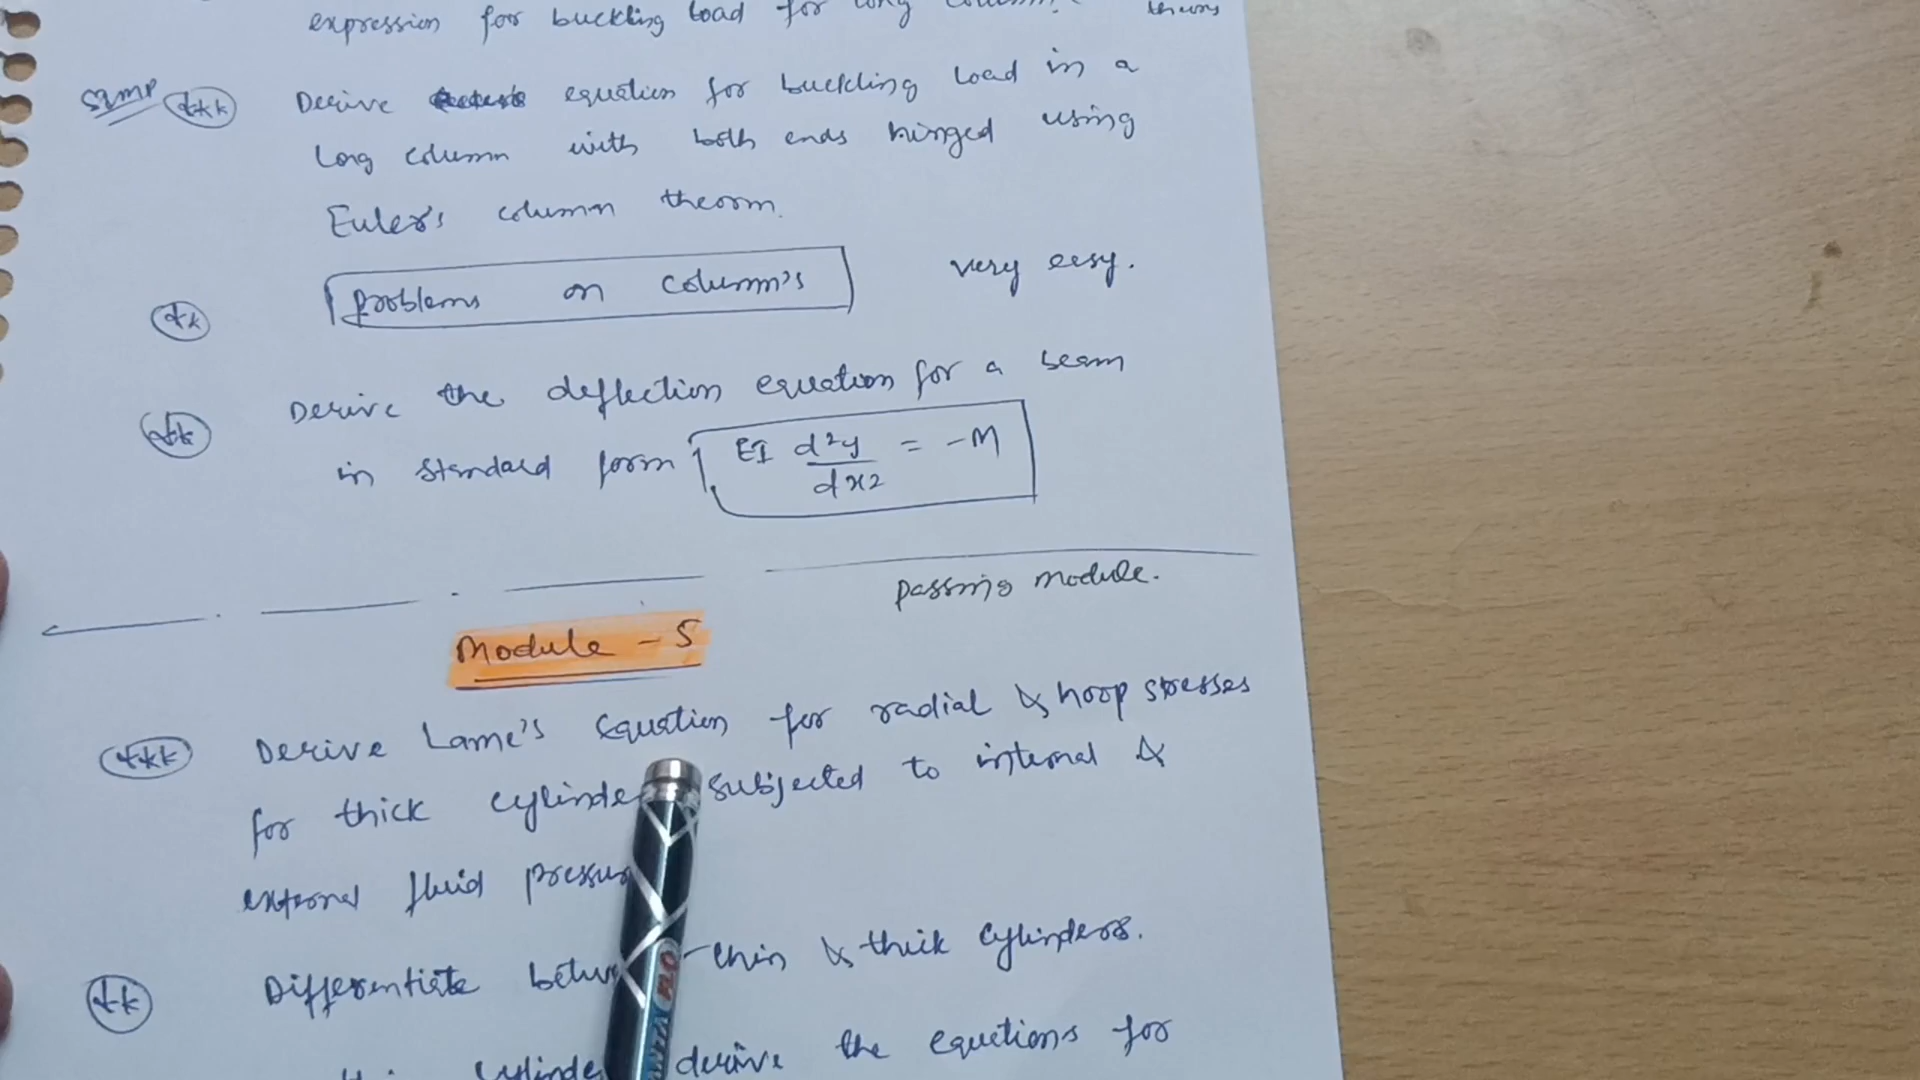 expression for buckling load for long column. theory
Derive equation for buckling load in a
long column with both ends hinged using
Euler's column theorm.
problems on column's very easy.
Derive the deflection equation for a beam
in standard form EI d²y/dx2 = -M
passing module.
Module - 5
Derive Lame's Equation for radial & hoop stresses
for thick cylinder subjected to internal &
external fluid
Differentiate thin & thick cylinders.
derive the equations for